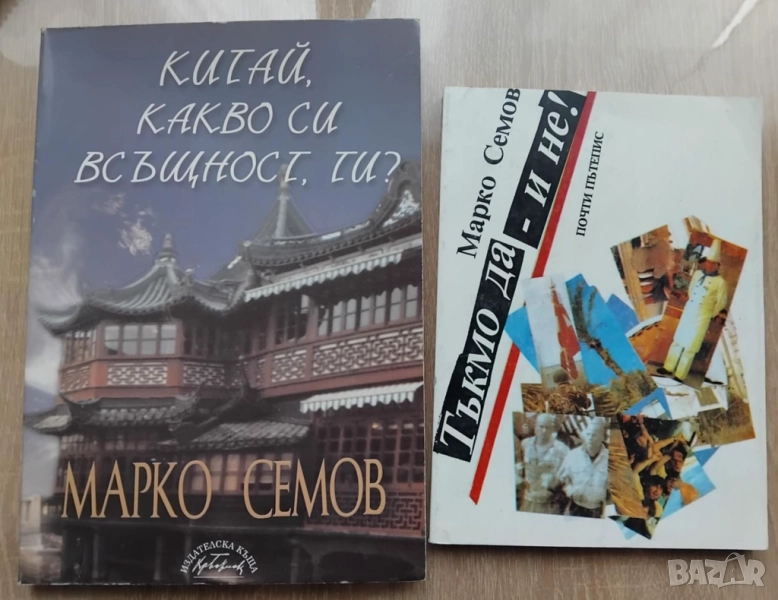 КИТАЙ,
КАКВО СИ
ВСЪЩНОСТ, ТИ?
МАРКО СЕМОВ
ИЗДАТЕЛСКА КЪЩА
Марко Семов
Тъкмо да - и не!
ПОЧТИ ПЪТЕПИС
BAZAR